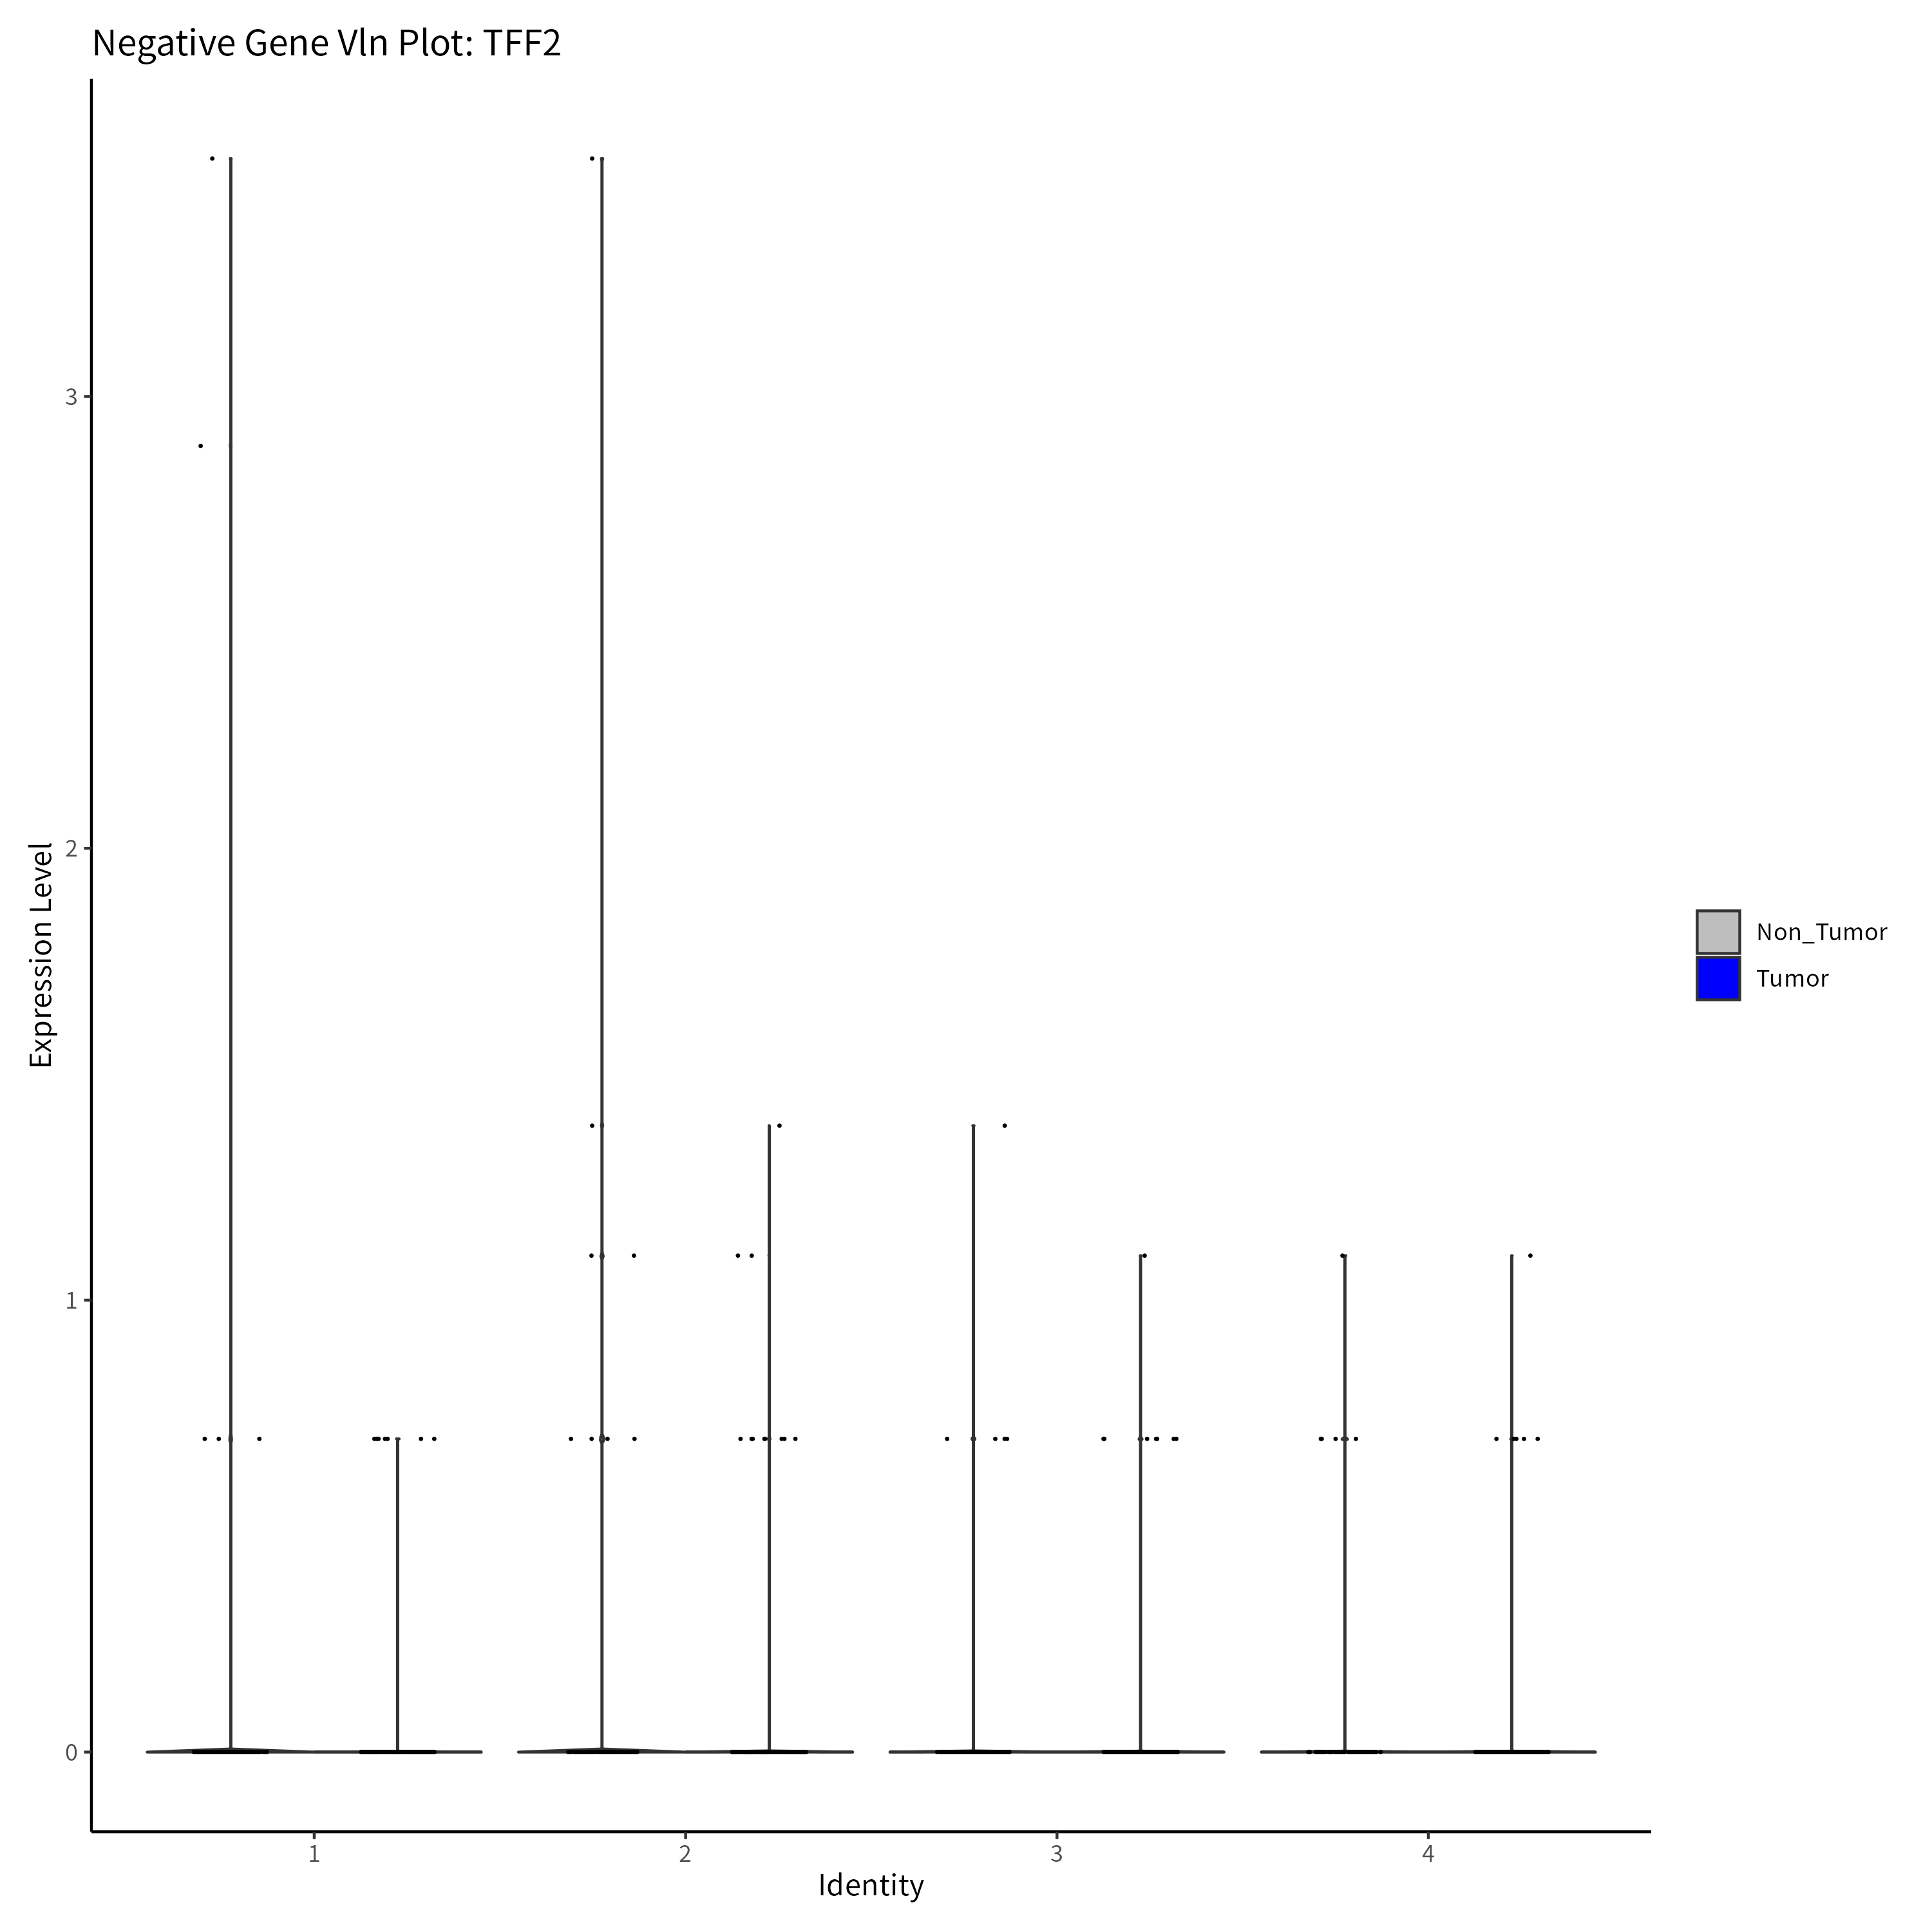 Negative Gene Vln Plot: TFF2
3
2
1
0
Expression Level
1
2
3
4
Identity
Non_Tumor
Tumor